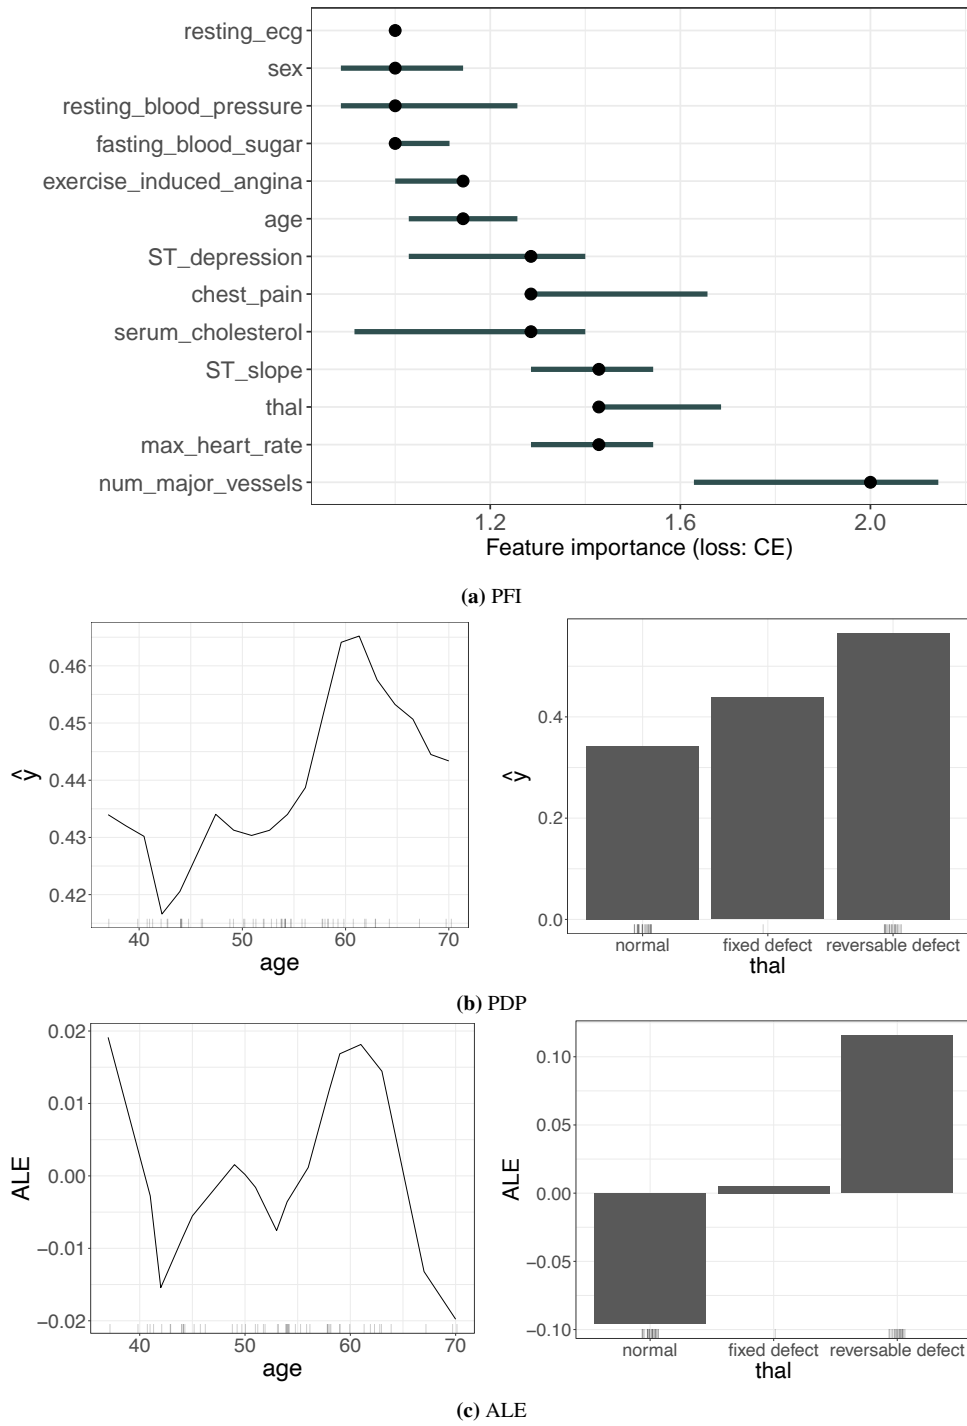 resting_ecg
sex
resting_blood_pressure
fasting_blood_sugar
exercise_induced_angina
age
ST_depression
chest_pain
serum_cholesterol
ST_slope
thal
max_heart_rate
num_major_vessels
1.2 1.6 2.0
Feature importance (loss: CE)
(a) PFI
0.46
0.45
0.44
0.43
0.42
ŷ
40 50 60 70
age
0.4
0.2
0.0
ŷ
normal fixed defect reversable defect
thal
(b) PDP
0.02
0.01
0.00
−0.01
−0.02
ALE
40 50 60 70
age
0.10
0.05
0.00
−0.05
−0.10
ALE
normal fixed defect reversable defect
thal
(c) ALE